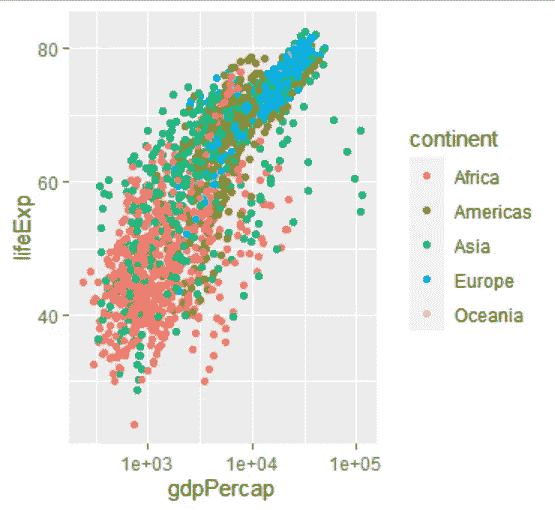 80
60
40
lifeExp
1e+03 1e+04 1e+05
gdpPercap
continent
Africa
Americas
Asia
Europe
Oceania